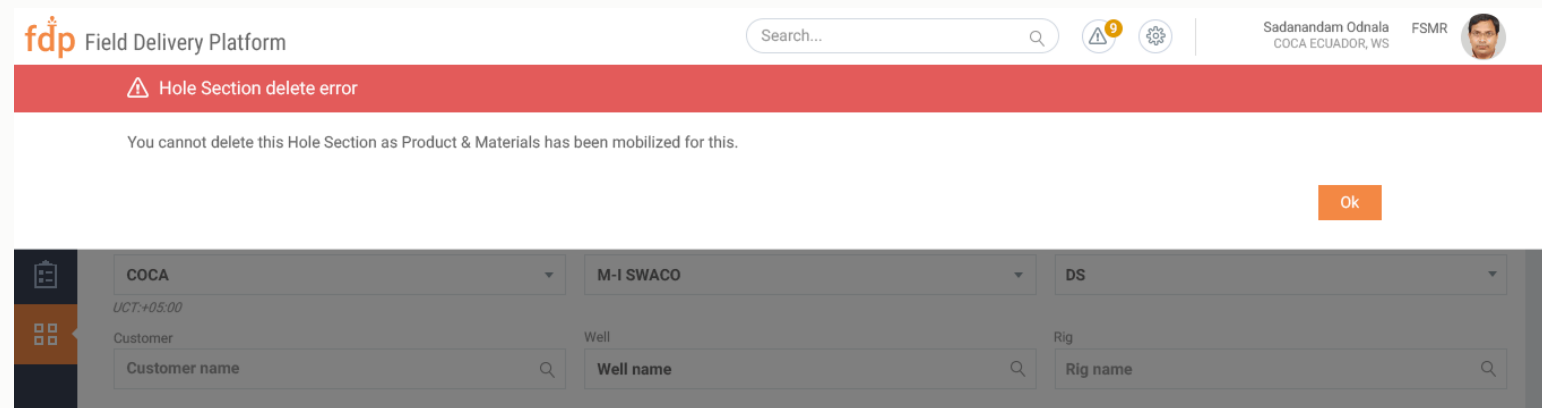 fdp Field Delivery Platform
Search...
9
Sadanandam Odnala
COCA ECUADOR, WS
FSMR
Hole Section delete error
You cannot delete this Hole Section as Product & Materials has been mobilized for this.
Ok
COCA
M-I SWACO
DS
UCT:+05:00
Customer
Well
Rig
Customer name
Well name
Rig name